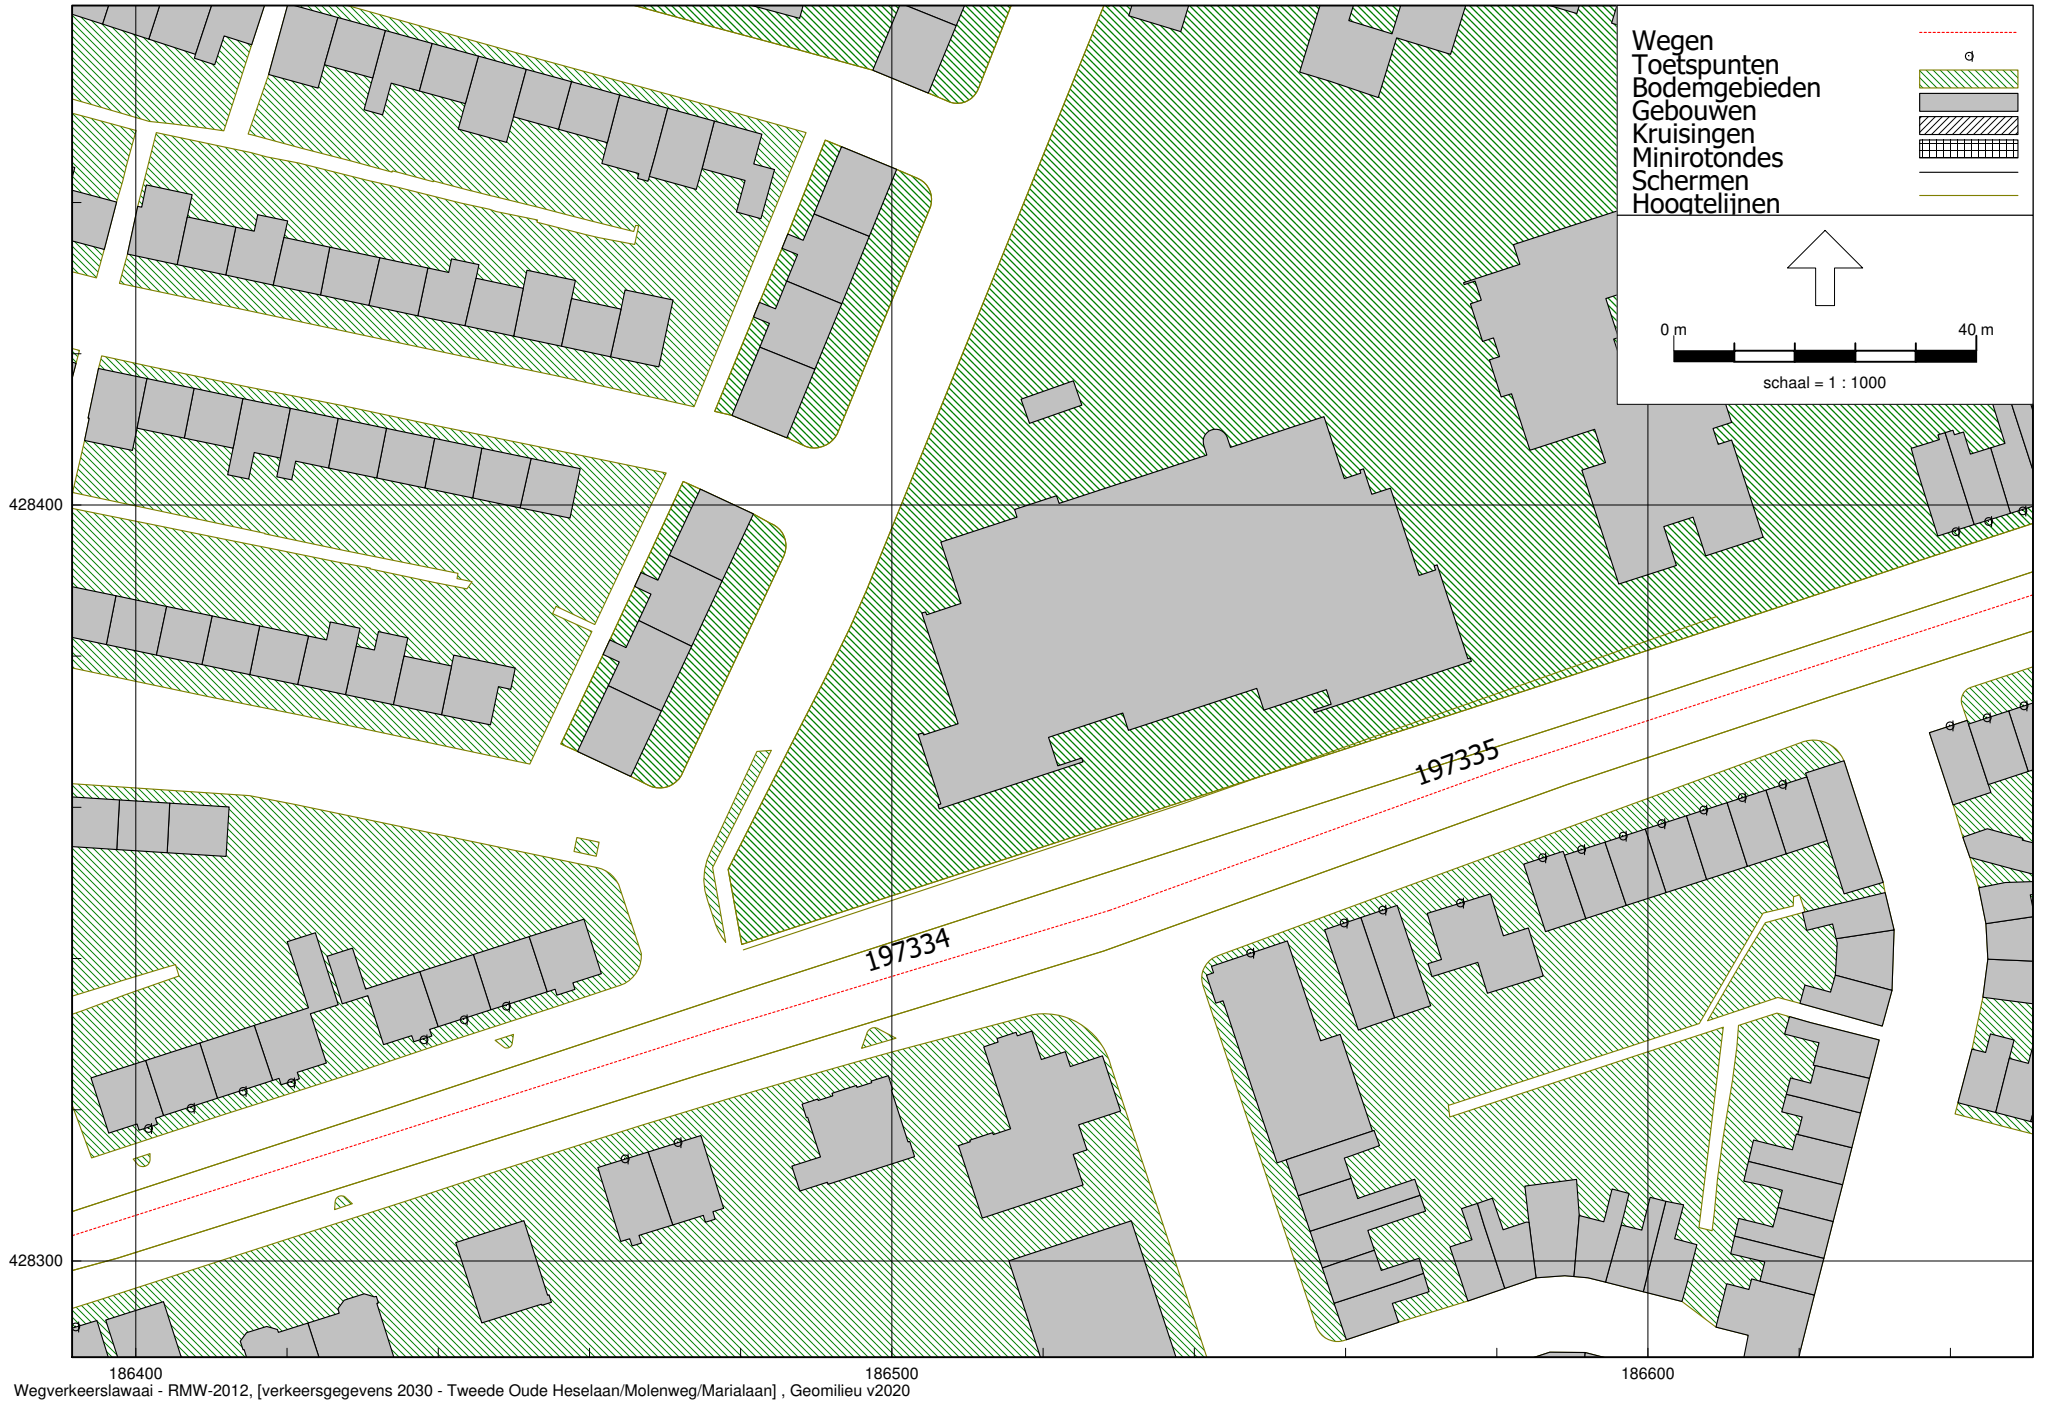 Wegen
Toetspunten
Bodemgebieden
Gebouwen
Kruisingen
Minirotondes
Schermen
Hoogtelijnen
0 m 40 m
schaal = 1 : 1000
428400
197335
197334
428300
186400 186500 186600
Wegverkeerslawaai - RMW-2012, [verkeersgegevens 2030 - Tweede Oude Heselaan/Molenweg/Marialaan] , Geomilieu v2020